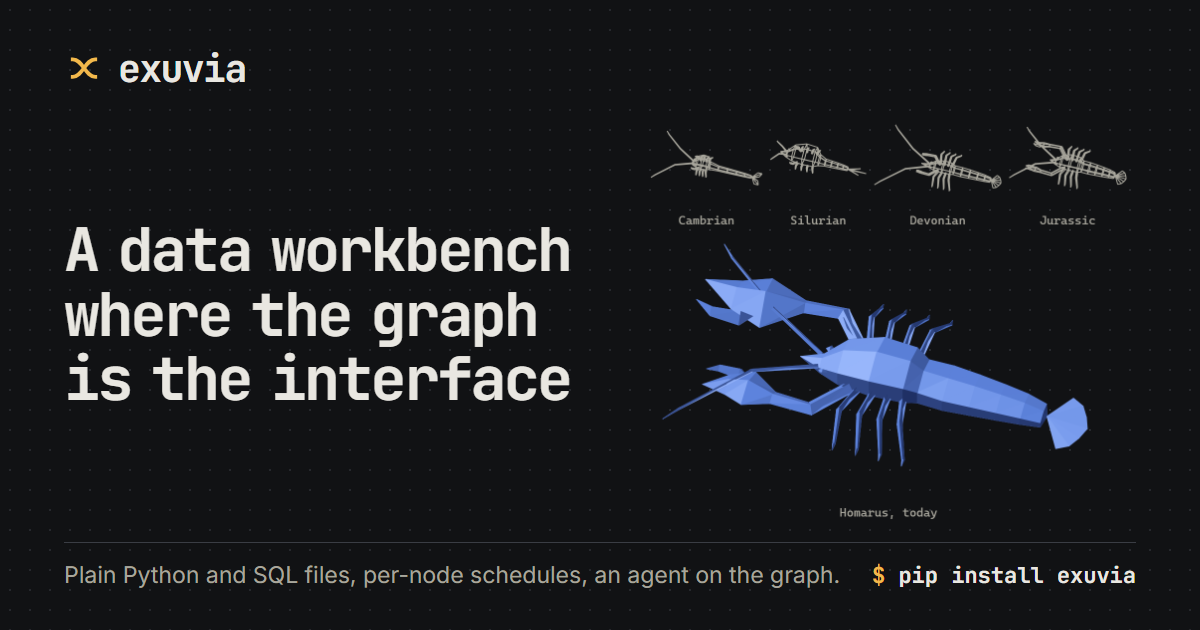 exuvia
Cambrian
Silurian
Devonian
Jurassic
A data workbench
where the graph
is the interface
Homarus, today
Plain Python and SQL files, per-node schedules, an agent on the graph.
$ pip install exuvia